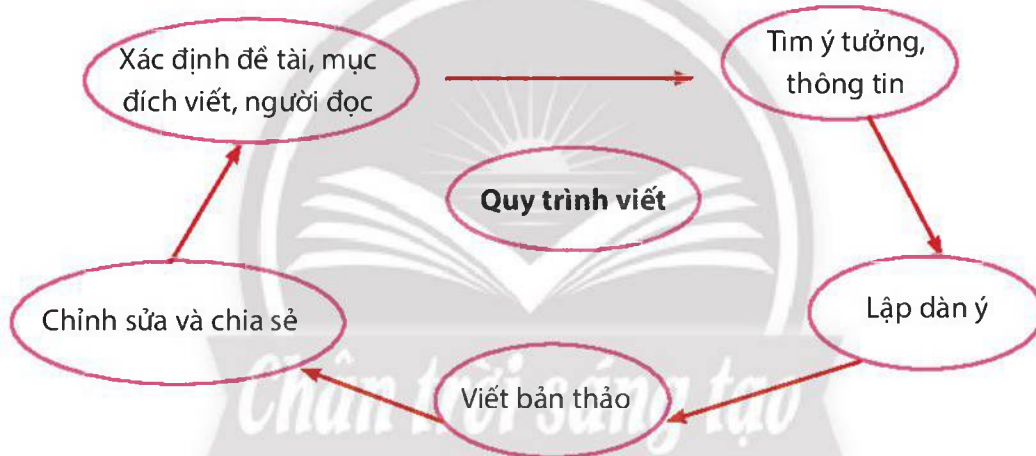 Xác định đề tài, mục
đích viết, người đọc
Tìm ý tưởng,
thông tin
Quy trình viết
Lập dàn ý
Viết bản thảo
Chỉnh sửa và chia sẻ
Chân trời sáng tạo